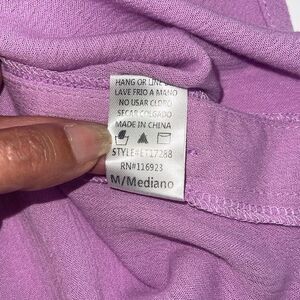 HANG OR LINE D
LAVE FRIO A MANO
NO USAR CLORO
SECAR COLGADO
MADE IN CHINA
STYLE#ET17288
RN#116923
M/Mediano